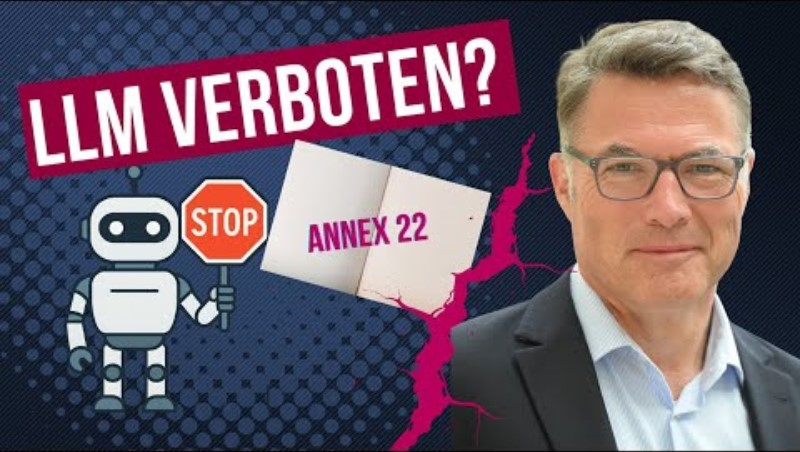 LLM VERBOTEN?
STOP
ANNEX 22